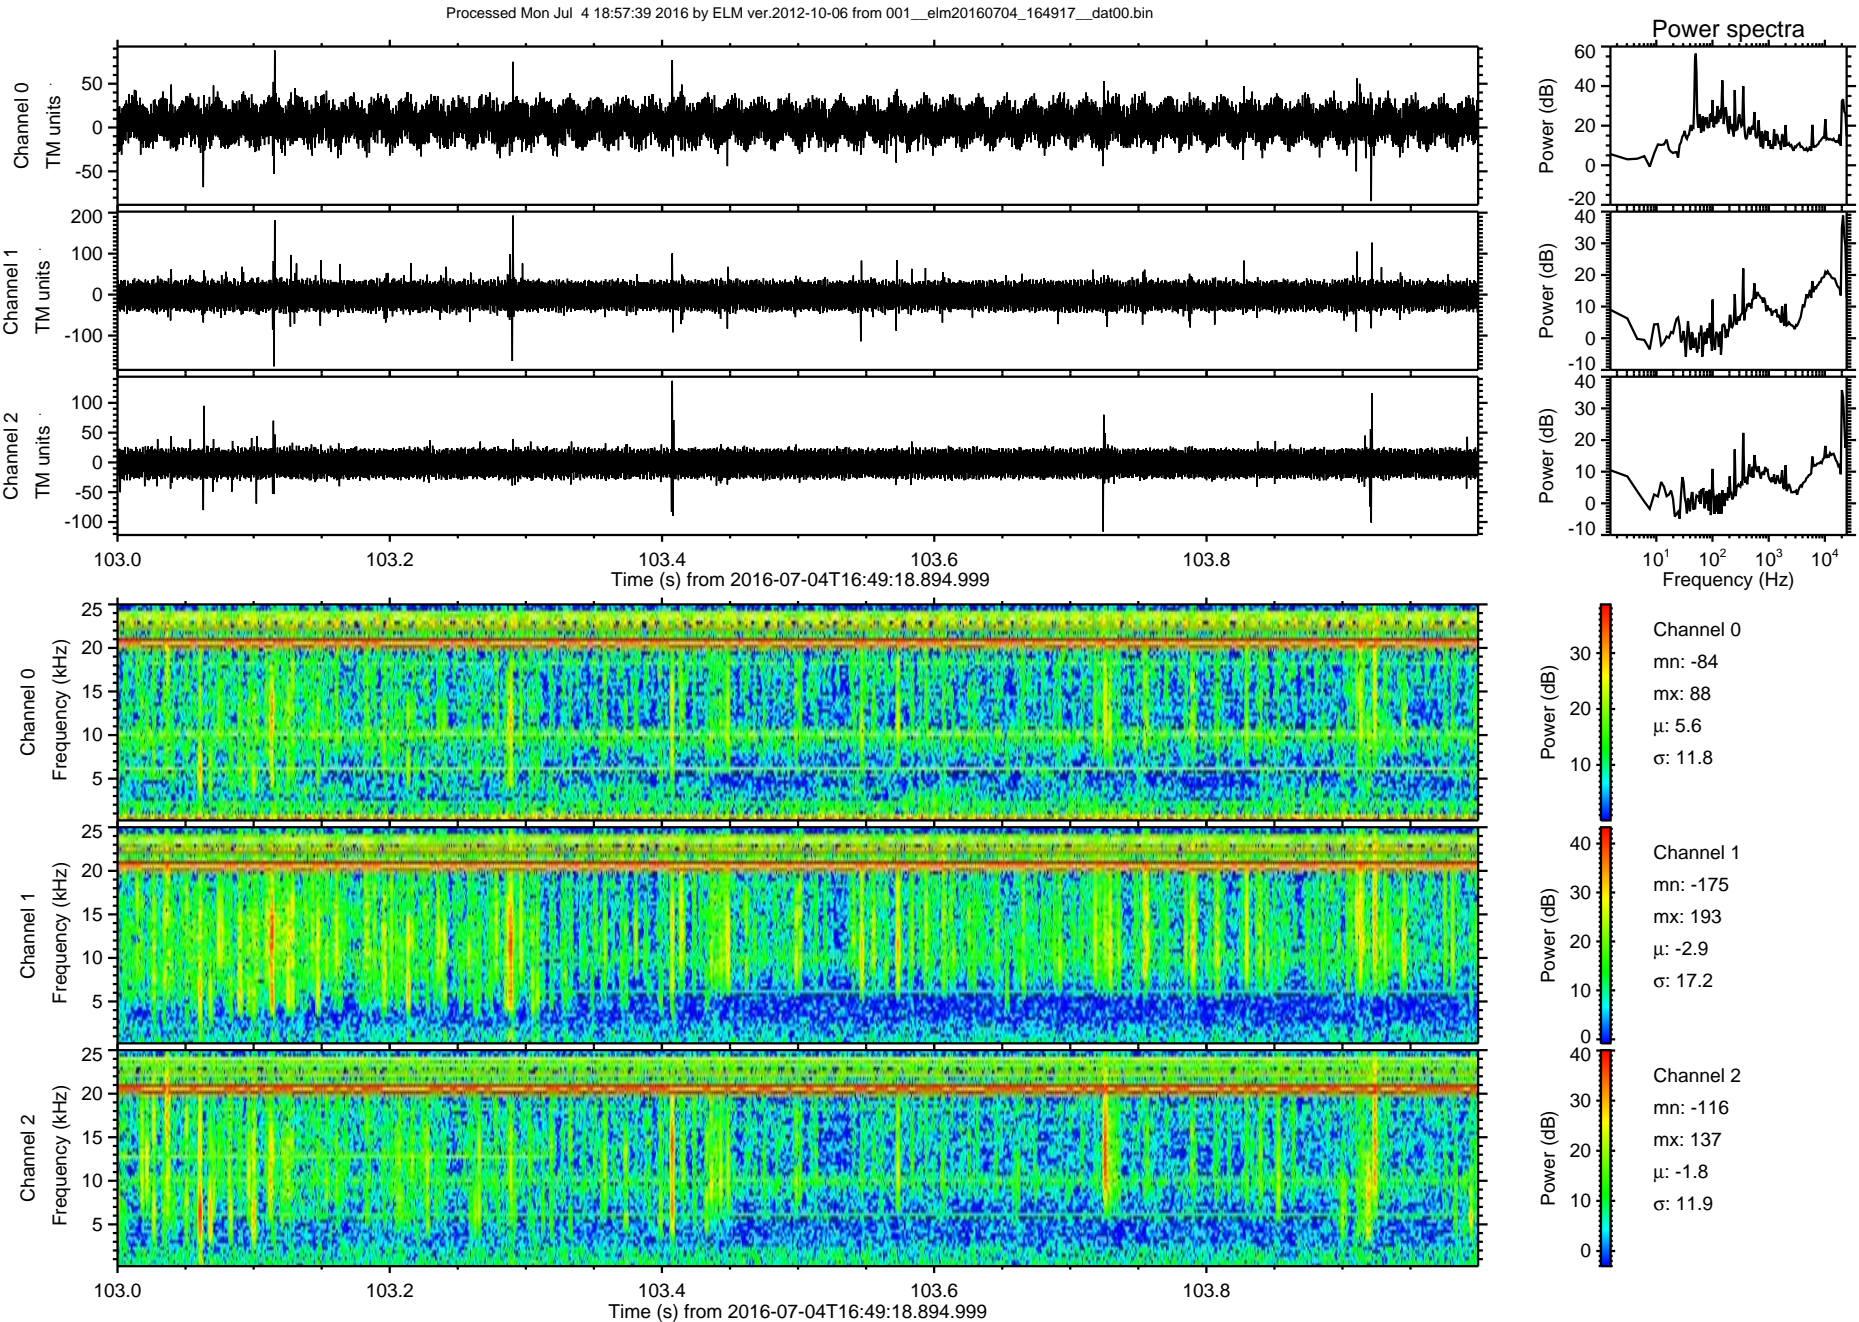 Processed Mon Jul  4 18:57:39 2016 by ELM ver.2012-10-06 from 001__elm20160704_164917__dat00.bin
Power spectra
Channel 0
TM units
50
0
-50
Power (dB)
60
40
20
0
-20
Channel 1
TM units
200
100
0
-100
Power (dB)
40
30
20
10
0
-10
Channel 2
TM units
100
50
0
-50
-100
Power (dB)
40
30
20
10
0
-10
103.0 103.2 103.4 103.6 103.8
Time (s) from 2016-07-04T16:49:18.894.999
10¹ 10² 10³ 10⁴
Frequency (Hz)
Channel 0
Frequency (kHz)
25
20
15
10
5
Power (dB)
30
20
10
Channel 0
mn: -84
mx: 88
μ: 5.6
σ: 11.8
Channel 1
Frequency (kHz)
25
20
15
10
5
Power (dB)
40
30
20
10
0
Channel 1
mn: -175
mx: 193
μ: -2.9
σ: 17.2
Channel 2
Frequency (kHz)
25
20
15
10
5
Power (dB)
40
30
20
10
0
Channel 2
mn: -116
mx: 137
μ: -1.8
σ: 11.9
103.0 103.2 103.4 103.6 103.8
Time (s) from 2016-07-04T16:49:18.894.999